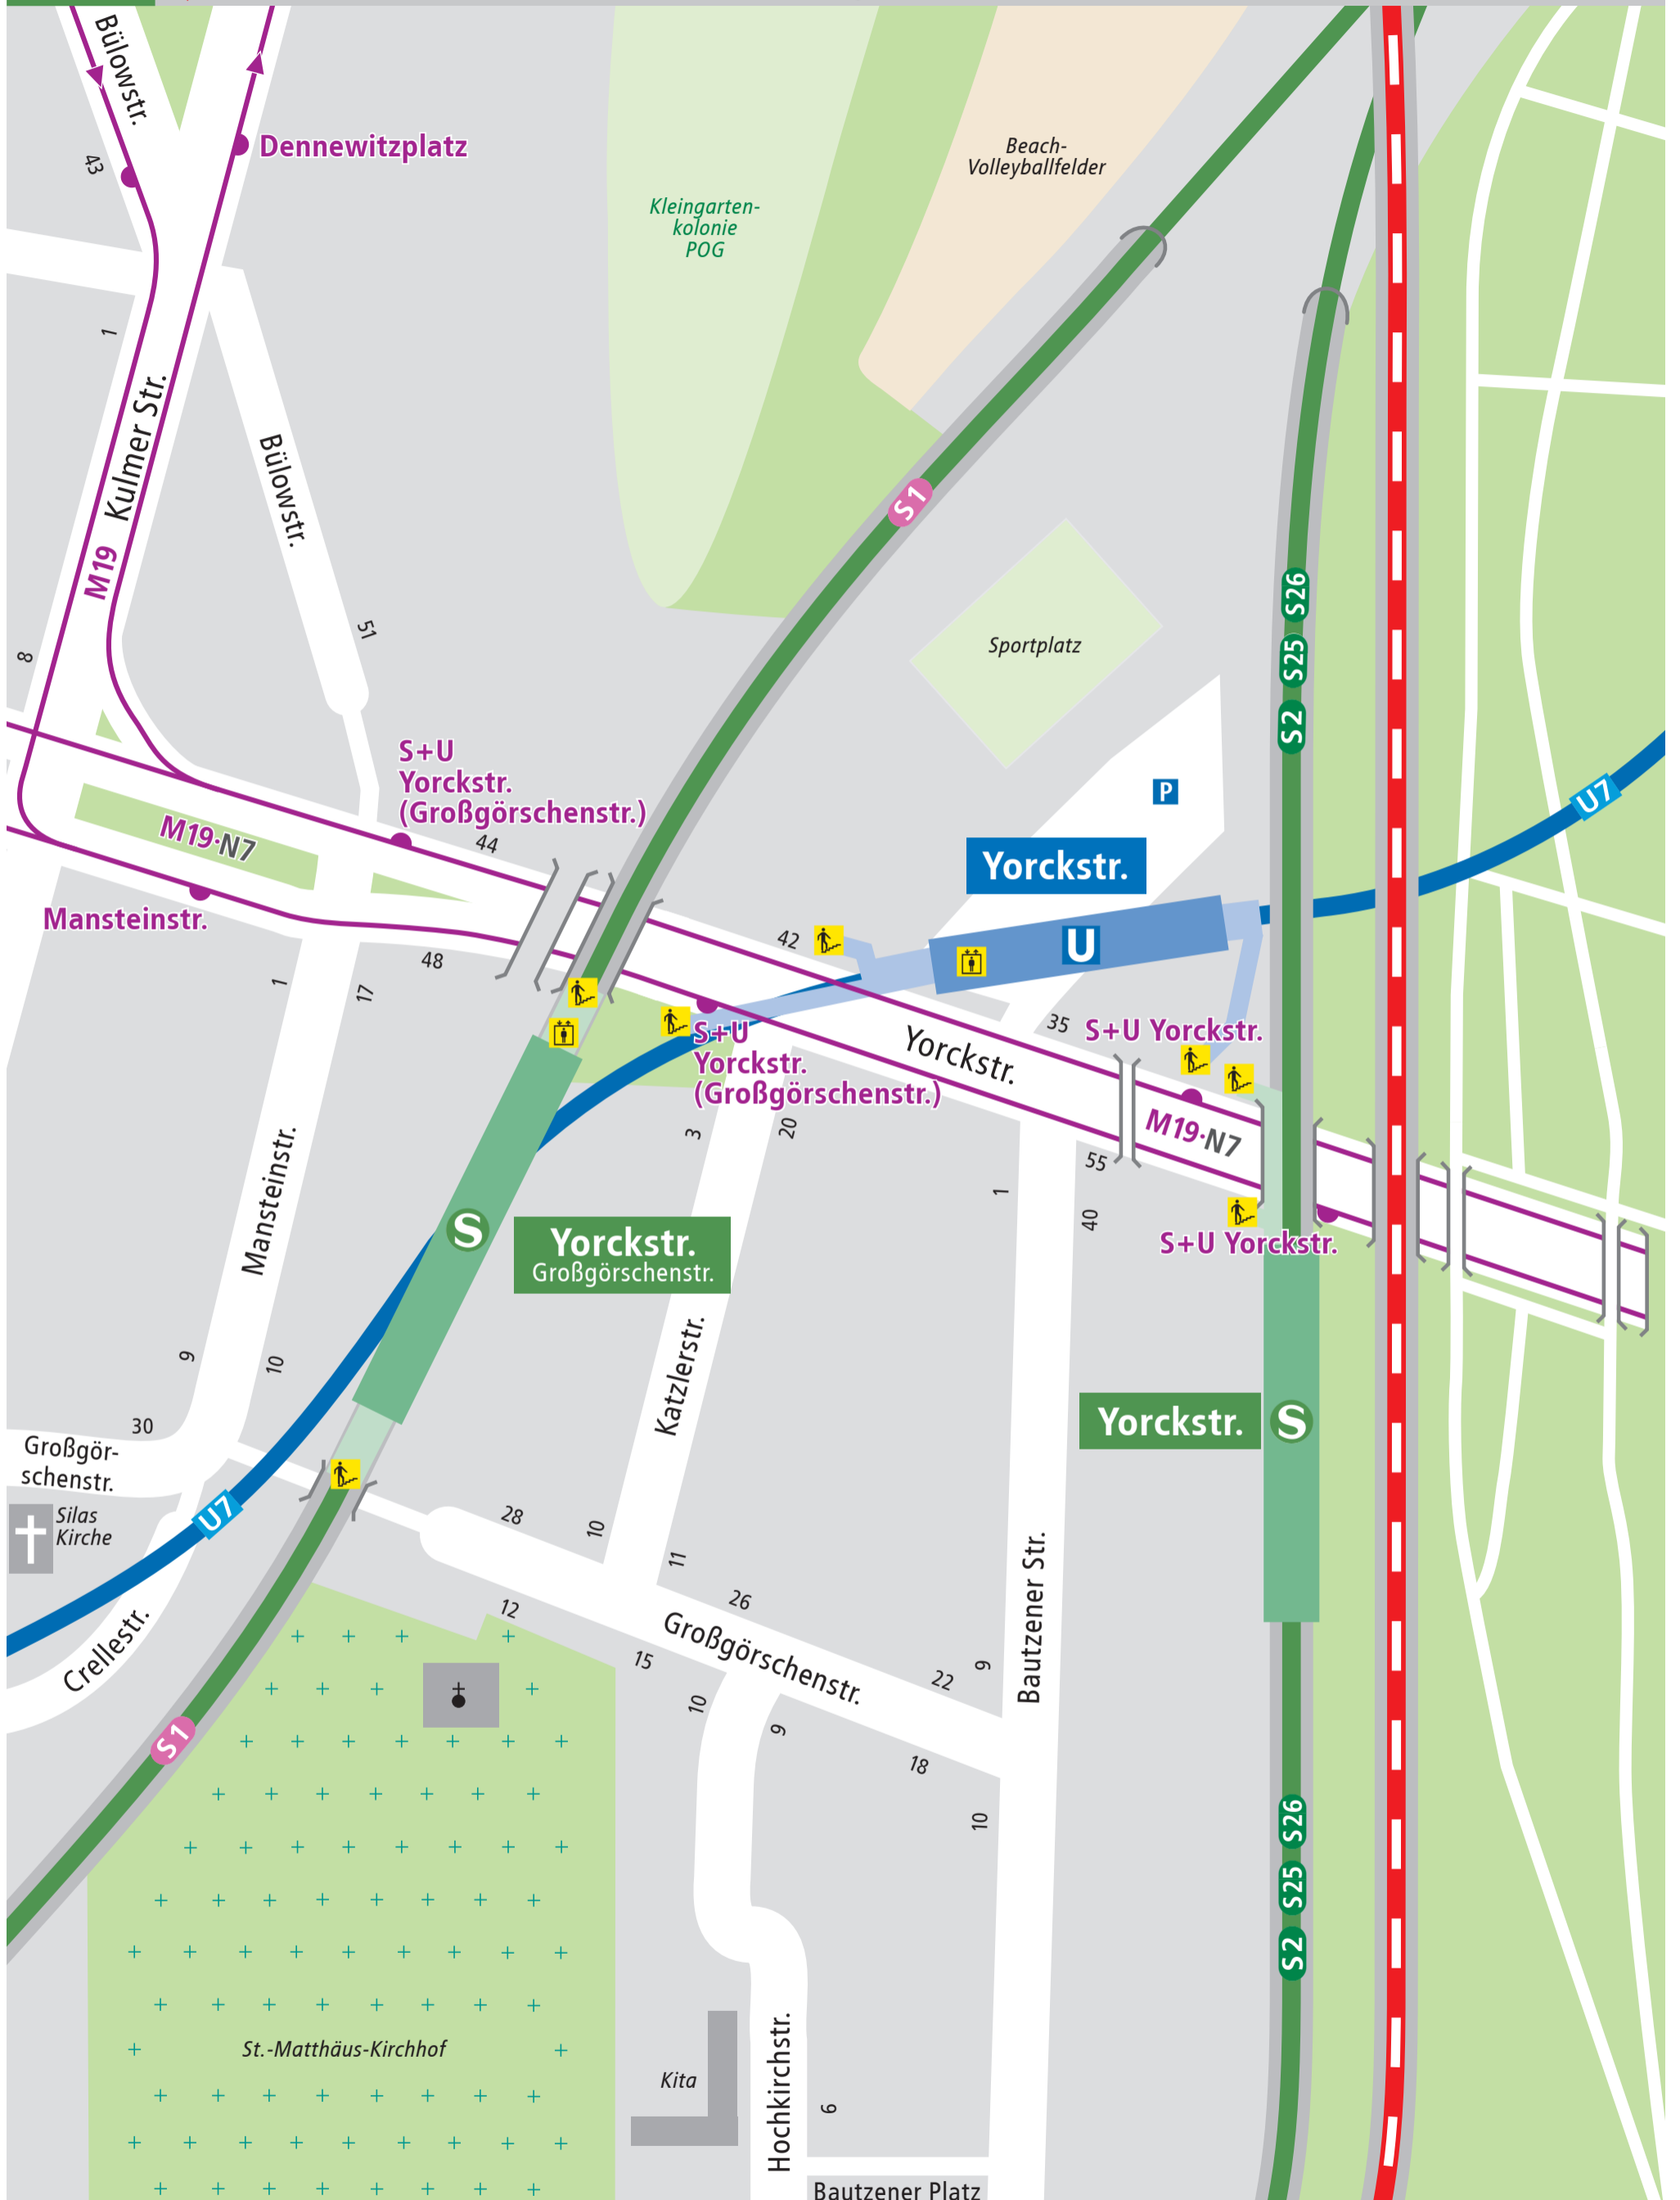 Bülowstr.
43
Dennewitzplatz
Beach-
Volleyballfelder
Kleingarten-
kolonie
POG
1
Kulmer Str.
M19
Bülowstr.
S1
51
8
Sportplatz
S26
S25
S2
S+U
Yorckstr.
(Großgörschenstr.)
P
U7
M19·N7
44
Mansteinstr.
Yorckstr.
42
U
48
1
17
35
S+U Yorckstr.
S+U
Yorckstr.
(Großgörschenstr.)
Yorckstr.
M19·N7
3
20
55
1
40
Mansteinstr.
S
Yorckstr.
Großgörschenstr.
S+U Yorckstr.
9
10
Katzlerstr.
30
Yorckstr.
S
Großgör-
schenstr.
Silas
Kirche
U7
28
10
11
Bautzener Str.
12
26
Großgörschenstr.
Crellestr.
15
22
9
10
9
S1
18
10
S26
S25
S2
St.-Matthäus-Kirchhof
Kita
Hochkirchstr.
6
Bautzener Platz